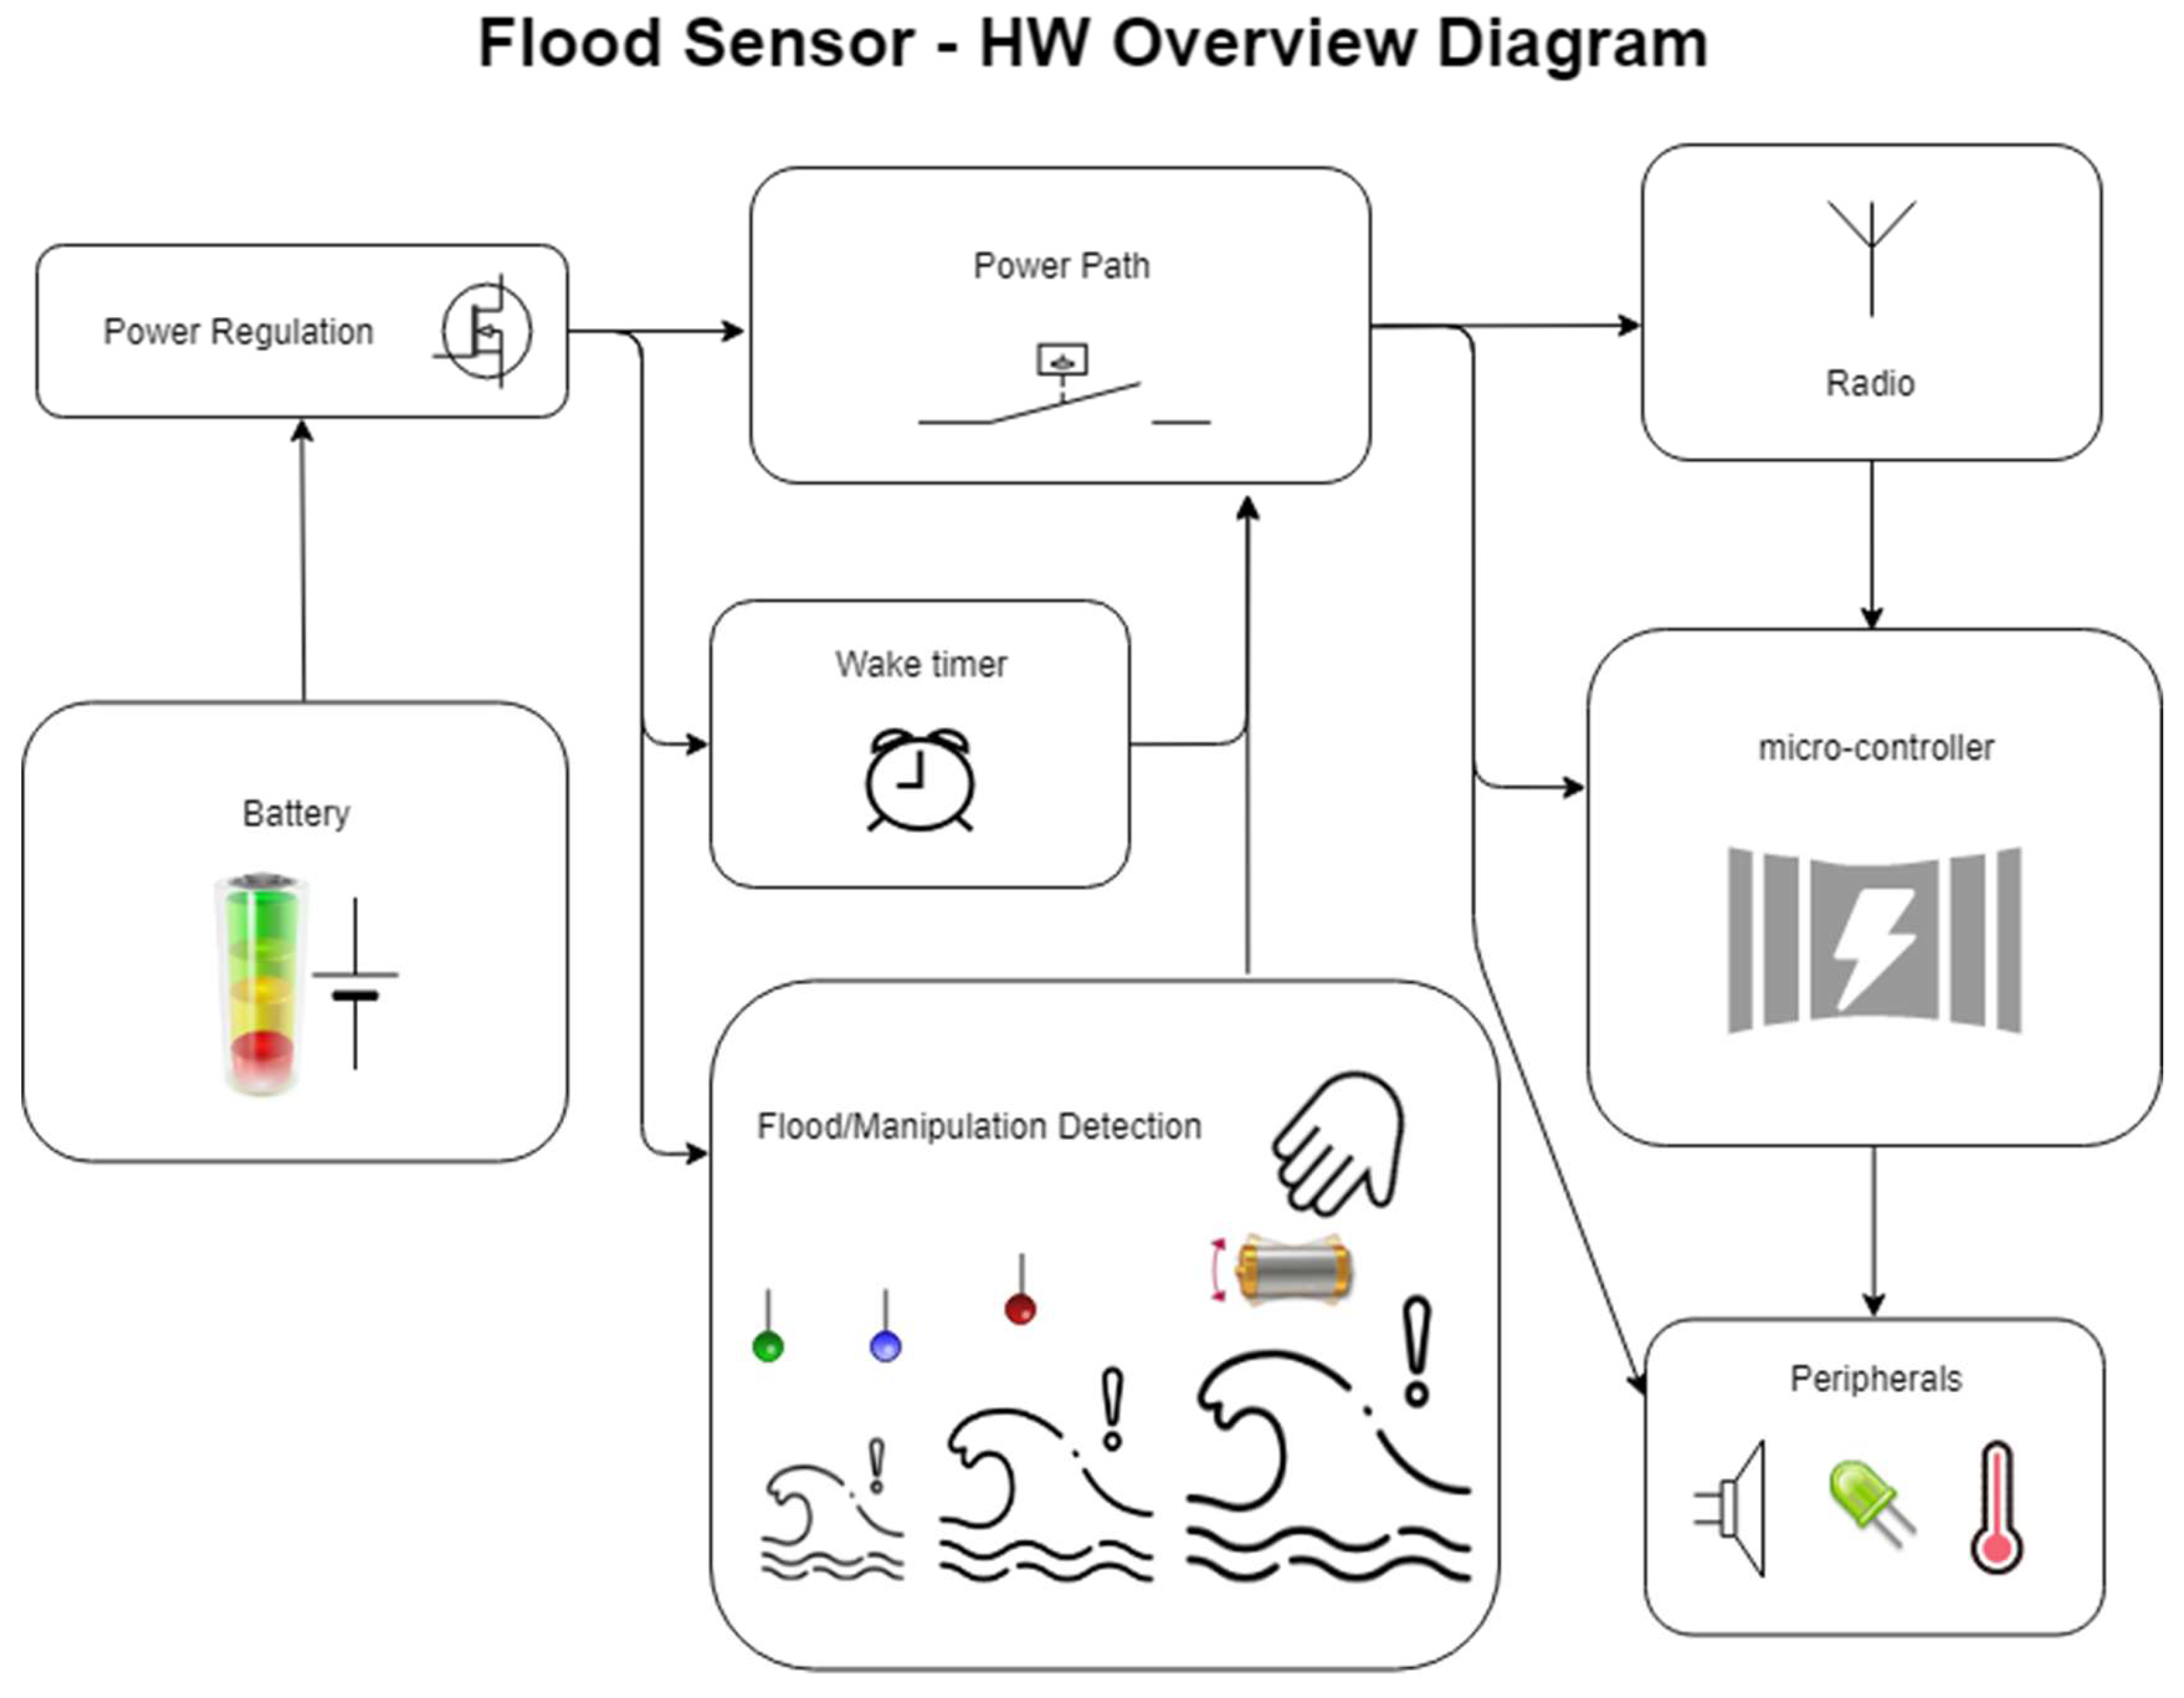 Flood Sensor - HW Overview Diagram
Power Regulation
Power Path
Radio
Wake timer
micro-controller
Battery
Flood/Manipulation Detection
Peripherals